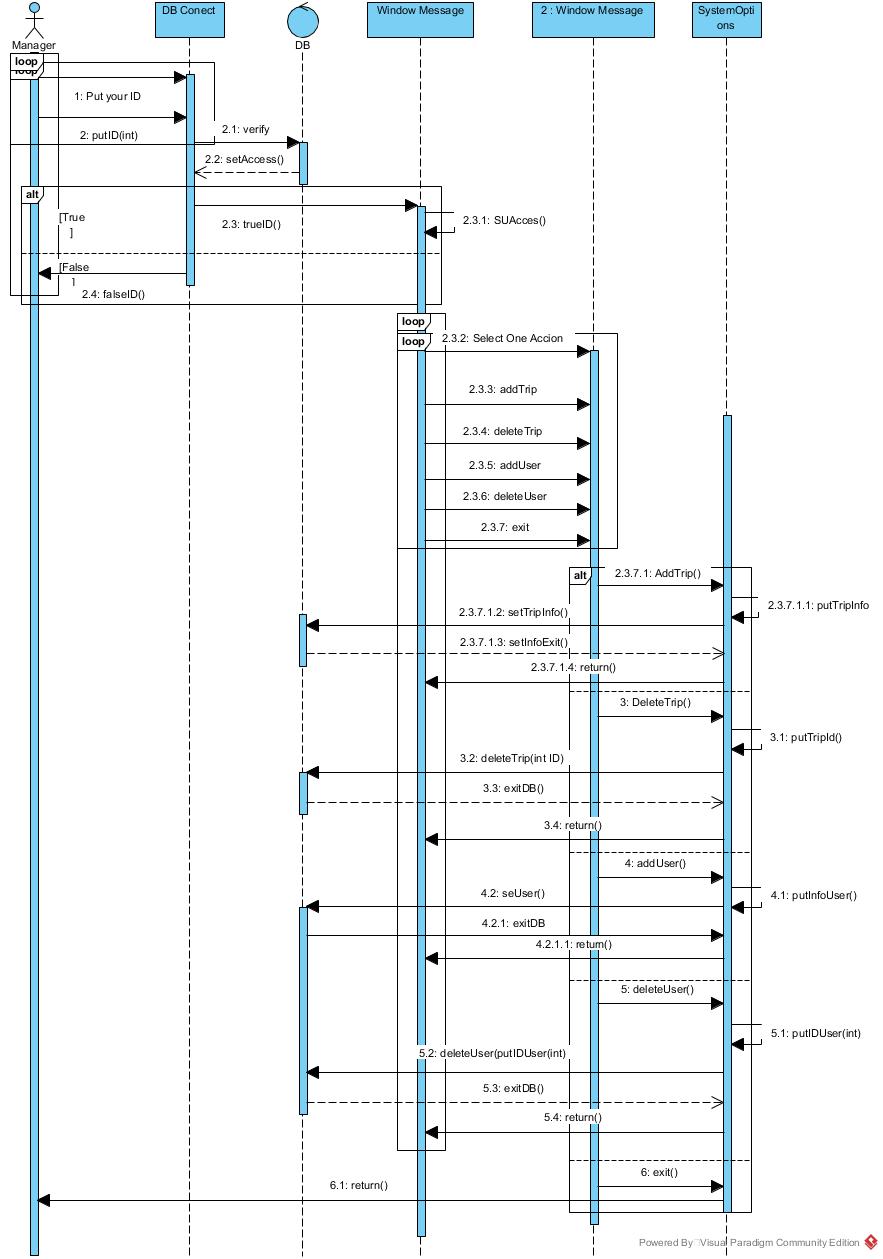 DB Conect
Window Message
2 : Window Message
SystemOpti
ons
Manager
DB
loop
loop
1: Put your ID
2: putID(int)
2.1: verify
2.2: setAccess()
alt
[True
]
2.3: trueID()
2.3.1: SUAcces()
[False
]
2.4: falseID()
loop
loop
2.3.2: Select One Accion
2.3.3: addTrip
2.3.4: deleteTrip
2.3.5: addUser
2.3.6: deleteUser
2.3.7: exit
alt
2.3.7.1: AddTrip()
2.3.7.1.1: putTripInfo
2.3.7.1.2: setTripInfo()
2.3.7.1.3: setInfoExit()
2.3.7.1.4: return()
3: DeleteTrip()
3.1: putTripId()
3.2: deleteTrip(int ID)
3.3: exitDB()
3.4: return()
4: addUser()
4.1: putInfoUser()
4.2: seUser()
4.2.1: exitDB
4.2.1.1: return()
5: deleteUser()
5.1: putIDUser(int)
5.2: deleteUser(putIDUser(int)
5.3: exitDB()
5.4: return()
6: exit()
6.1: return()
Powered By Visual Paradigm Community Edition